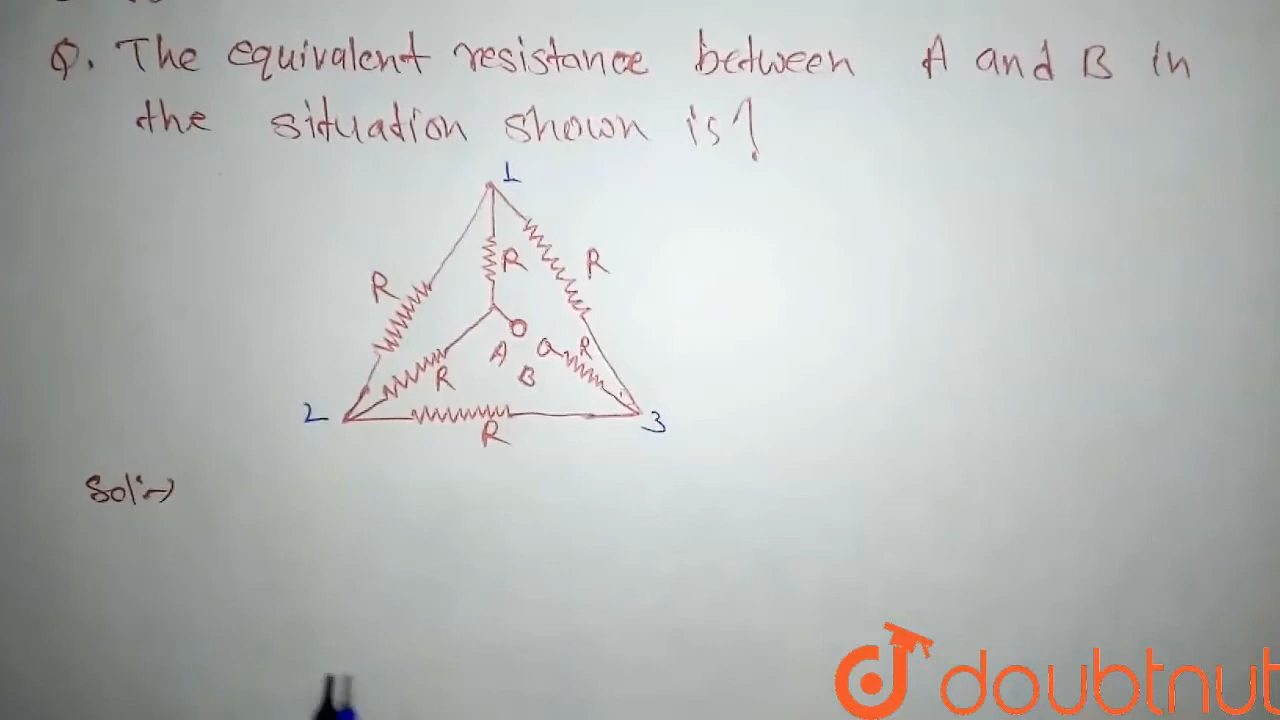 Q. The equivalent resistance between A and B in
the situation shown is?
1
R
R
R
R
A
R
B
2
R
3
Sol:→
doubtnut